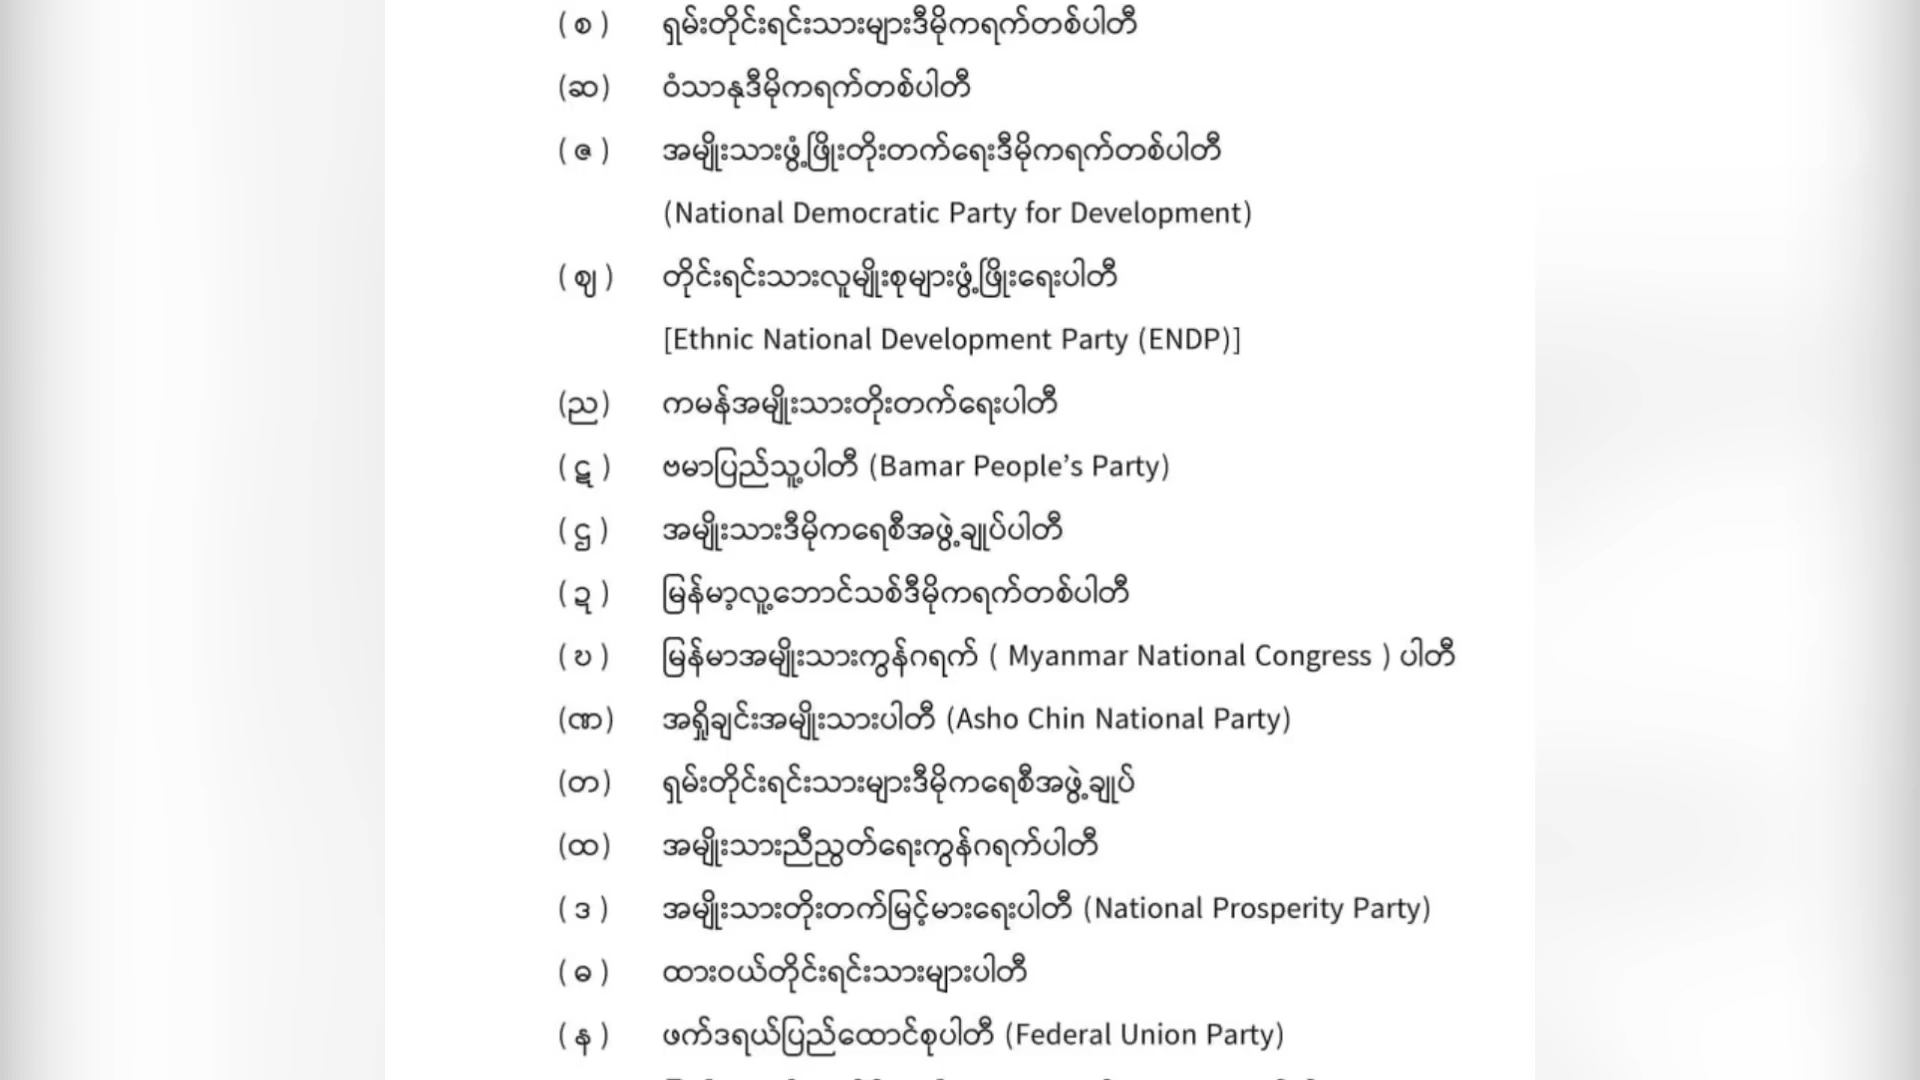 ( စ ) ရှမ်းတိုင်းရင်းသားများဒီမိုကရက်တစ်ပါတီ
(ဆ) ဝံသာနုဒီမိုကရက်တစ်ပါတီ
( ဇ ) အမျိုးသားဖွံ့ဖြိုးတိုးတက်ရေးဒီမိုကရက်တစ်ပါတီ
(National Democratic Party for Development)
( ဈ ) တိုင်းရင်းသားလူမျိုးစုများဖွံ့ဖြိုးရေးပါတီ
[Ethnic National Development Party (ENDP)]
(ည) ကမန်အမျိုးသားတိုးတက်ရေးပါတီ
( ဋ ) ဗမာပြည်သူ့ပါတီ (Bamar People’s Party)
( ဌ ) အမျိုးသားဒီမိုကရေစီအဖွဲ့ချုပ်ပါတီ
( ဍ ) မြန်မာ့လူ့ဘောင်သစ်ဒီမိုကရက်တစ်ပါတီ
( ဎ ) မြန်မာအမျိုးသားကွန်ဂရက် ( Myanmar National Congress ) ပါတီ
(ဏ) အရှိုချင်းအမျိုးသားပါတီ (Asho Chin National Party)
(တ) ရှမ်းတိုင်းရင်းသားများဒီမိုကရေစီအဖွဲ့ချုပ်
(ထ) အမျိုးသားညီညွတ်ရေးကွန်ဂရက်ပါတီ
( ဒ ) အမျိုးသားတိုးတက်မြင့်မားရေးပါတီ (National Prosperity Party)
( ဓ ) ထားဝယ်တိုင်းရင်းသားများပါတီ
( န ) ဖက်ဒရယ်ပြည်ထောင်စုပါတီ (Federal Union Party)